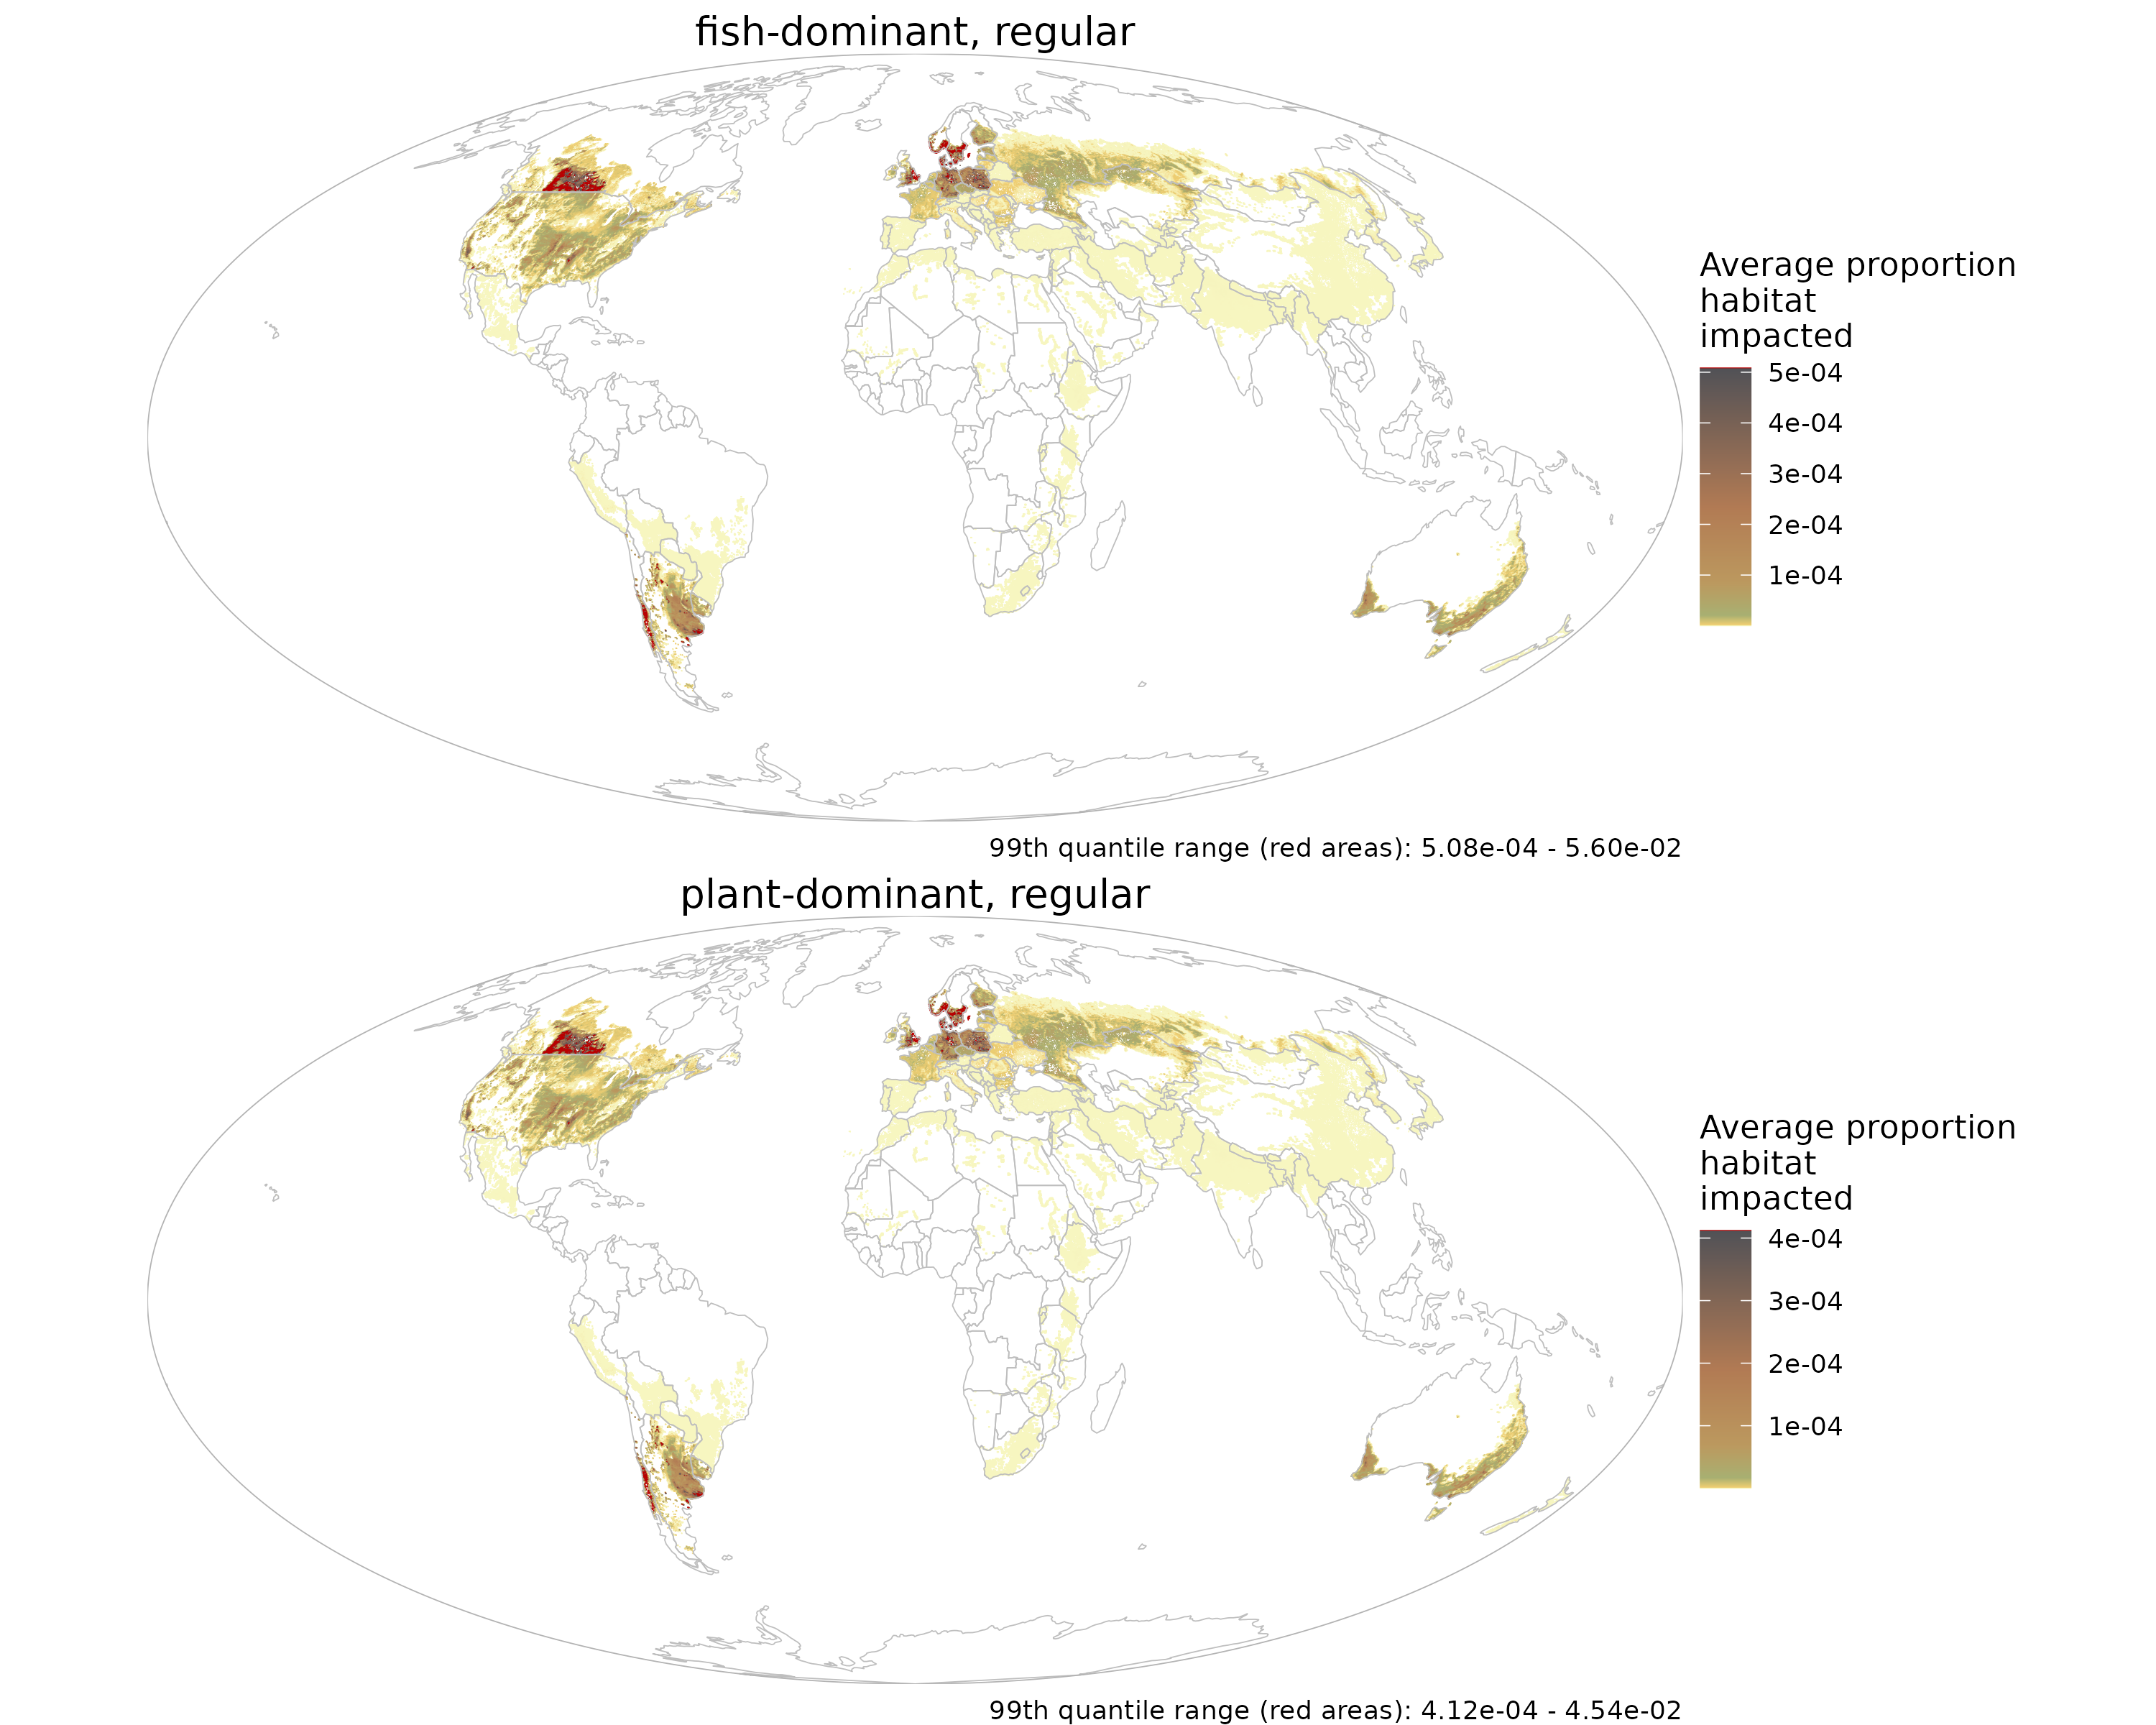 fish-dominant, regular
Average proportion
habitat
impacted
5e-04
4e-04
3e-04
2e-04
1e-04
99th quantile range (red areas): 5.08e-04 - 5.60e-02
plant-dominant, regular
Average proportion
habitat
impacted
4e-04
3e-04
2e-04
1e-04
99th quantile range (red areas): 4.12e-04 - 4.54e-02